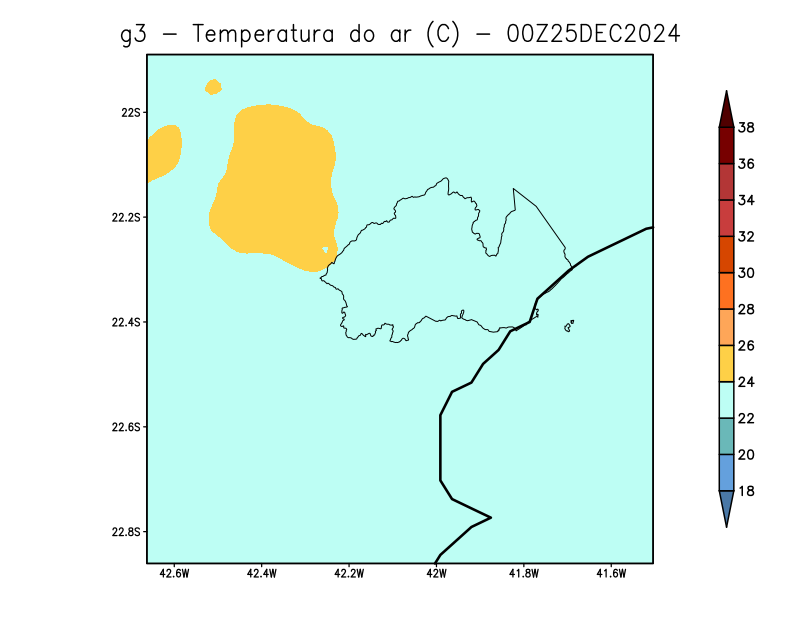 g3 - Temperatura do ar (C) - 00Z25DEC2024
22S
22.2S
22.4S
22.6S
22.8S
42.6W
42.4W
42.2W
42W
41.8W
41.6W
38
36
34
32
30
28
26
24
22
20
18